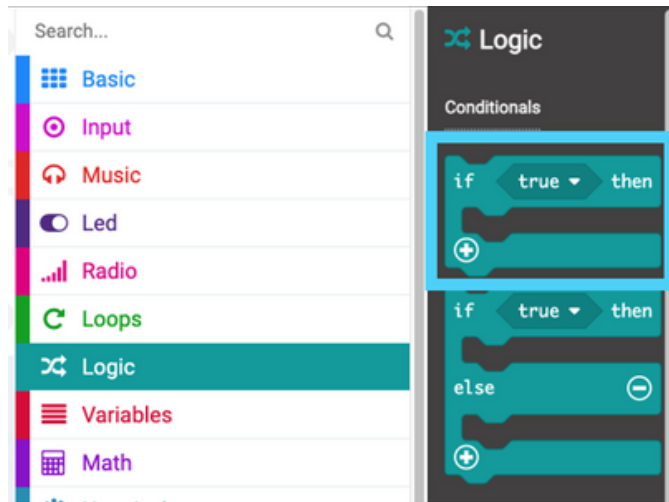 Search...
Basic
Input
Music
Led
Radio
Loops
Logic
Variables
Math
Logic
Conditionals
if true then
if true then
else